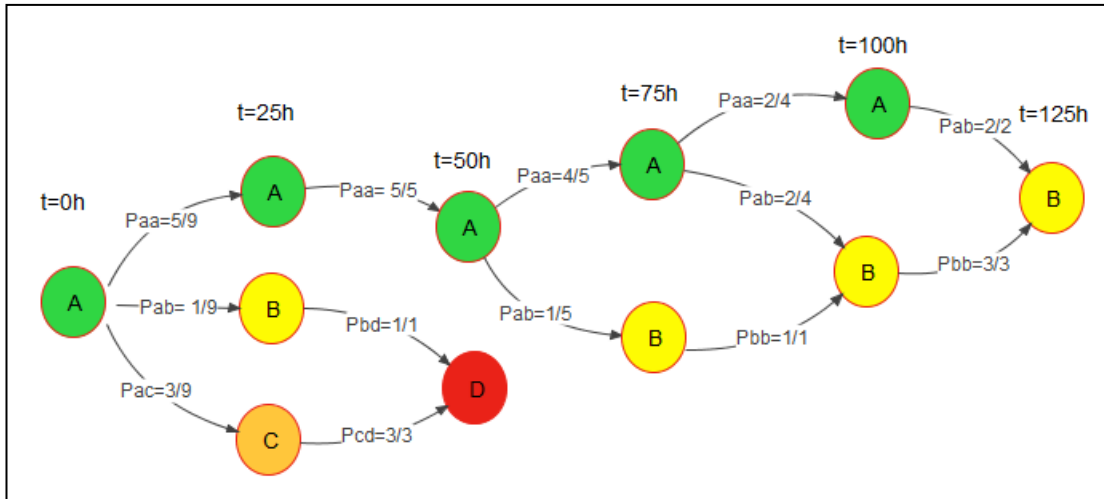 t=100h
A
t=75h
Paa=2/4
Pab=2/2
t=125h
t=25h
A
B
t=50h
Paa=4/5
Pab=2/4
A
Paa= 5/5
t=0h
A
Paa=5/9
B
Pbb=3/3
A
Pab= 1/9
B
Pab=1/5
Pbd=1/1
B
Pbb=1/1
D
Pac=3/9
C
Pcd=3/3